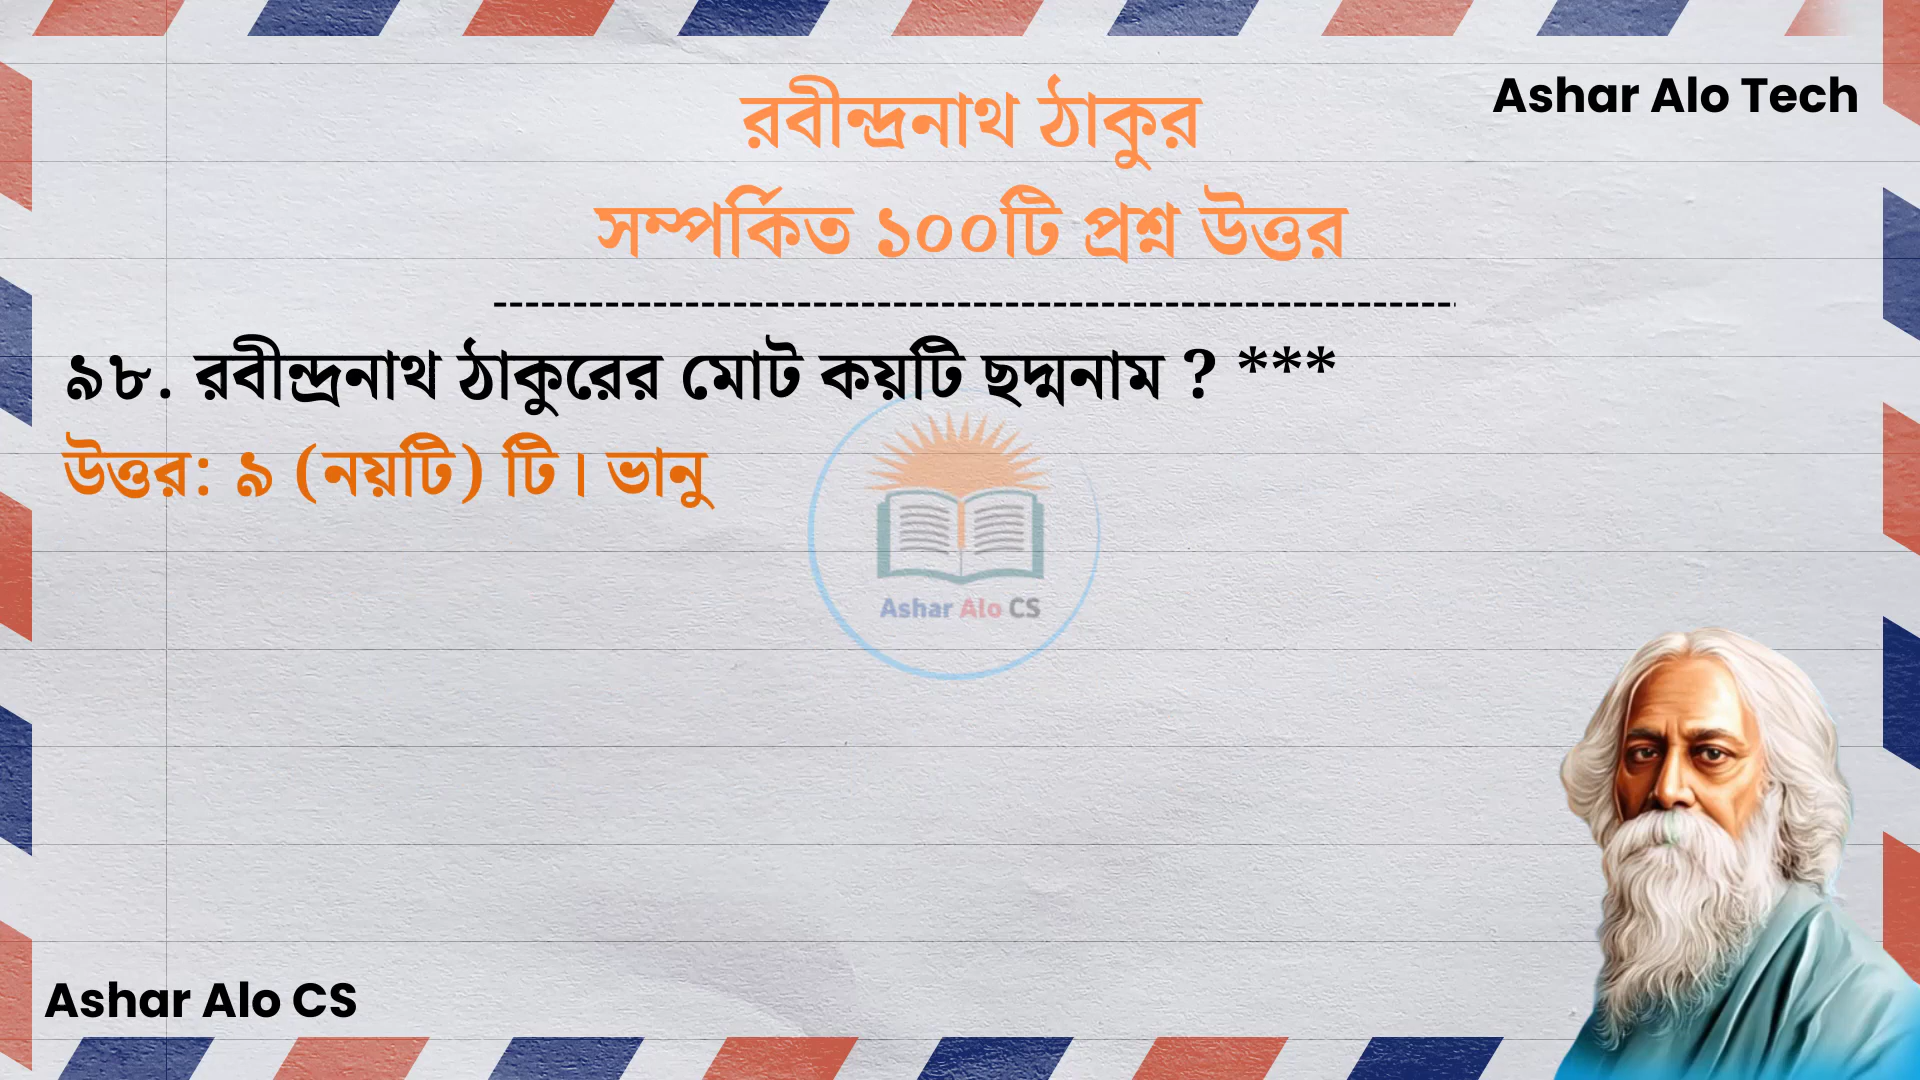 Ashar Alo Tech
রবীন্দ্রনাথ ঠাকুর
সম্পর্কিত ১০০টি প্রশ্ন উত্তর
৯৮. রবীন্দ্রনাথ ঠাকুরের মোট কয়টি ছদ্মনাম ? ***
উত্তর: ৯ (নয়টি) টি। ভানু
Ashar Alo CS
Ashar Alo CS